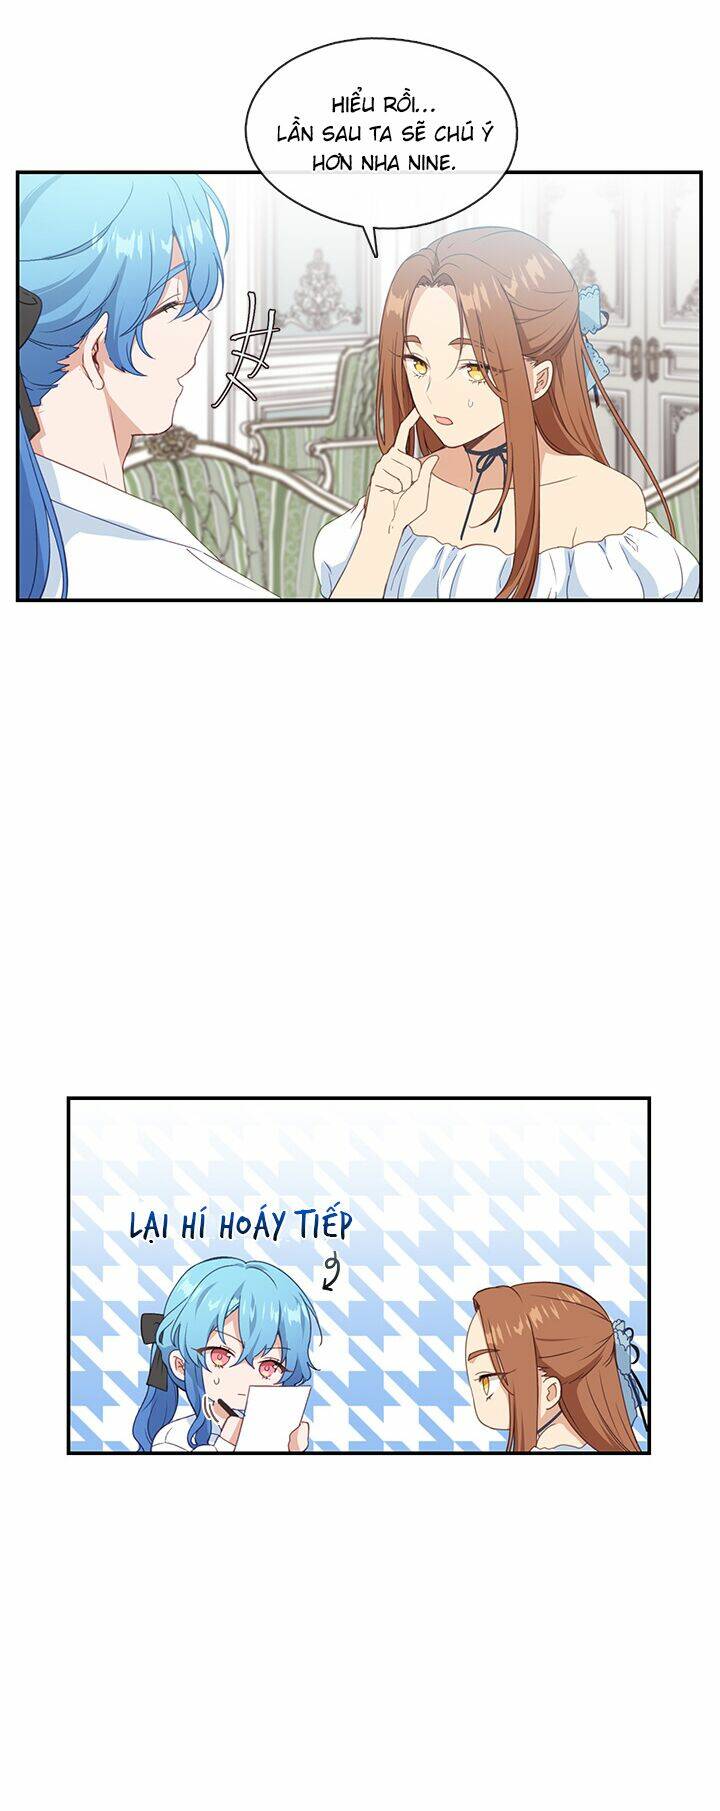 HIỂU RỒI...
LẦN SAU TA SẼ CHÚ Ý
HƠN NHA NINE.
LẠI HÍ HOÁY TIẾP